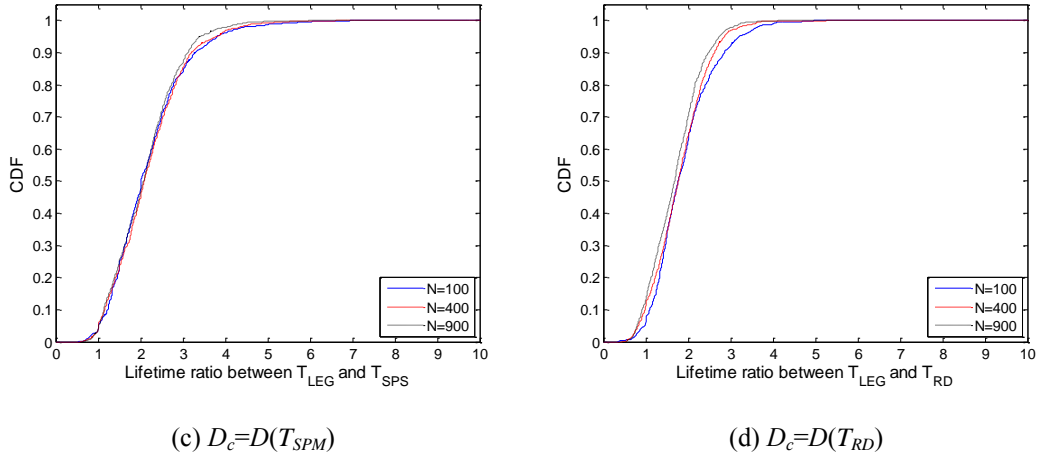 1
0.9
0.8
0.7
0.6
0.5
0.4
0.3
0.2
0.1
0
CDF
N=100
N=400
N=900
0 1 2 3 4 5 6 7 8 9 10
Lifetime ratio between T_LEG and T_SPS
(c) D_c=D(T_SPM)
1
0.9
0.8
0.7
0.6
0.5
0.4
0.3
0.2
0.1
0
CDF
N=100
N=400
N=900
0 1 2 3 4 5 6 7 8 9 10
Lifetime ratio between T_LEG and T_RD
(d) D_c=D(T_RD)